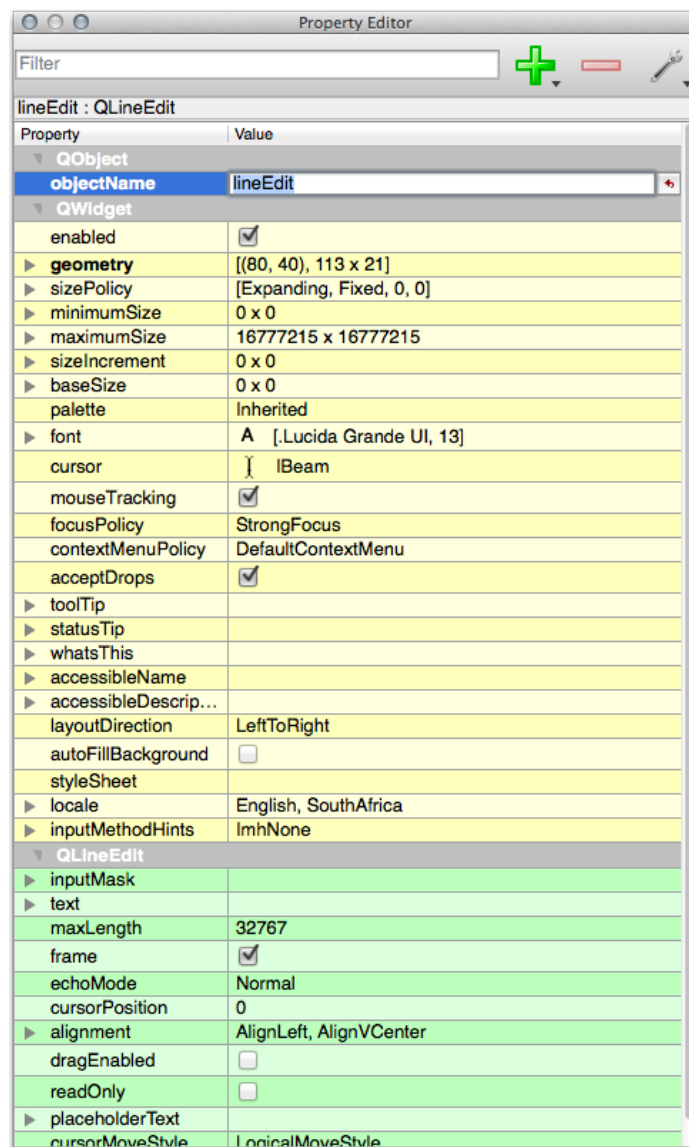 Property Editor
Filter
lineEdit : QLineEdit
Property Value
QObject
objectName lineEdit
QWidget
enabled
geometry [(80, 40), 113 x 21]
sizePolicy [Expanding, Fixed, 0, 0]
minimumSize 0 x 0
maximumSize 16777215 x 16777215
sizeIncrement 0 x 0
baseSize 0 x 0
palette Inherited
font A [.Lucida Grande UI, 13]
cursor IBeam
mouseTracking
focusPolicy StrongFocus
contextMenuPolicy DefaultContextMenu
acceptDrops
toolTip
statusTip
whatsThis
accessibleName
accessibleDescrip...
layoutDirection LeftToRight
autoFillBackground
styleSheet
locale English, SouthAfrica
inputMethodHints ImhNone
QLineEdit
inputMask
text
maxLength 32767
frame
echoMode Normal
cursorPosition 0
alignment AlignLeft, AlignVCenter
dragEnabled
readOnly
placeholderText
cursorMoveStyle LogicalMoveStyle